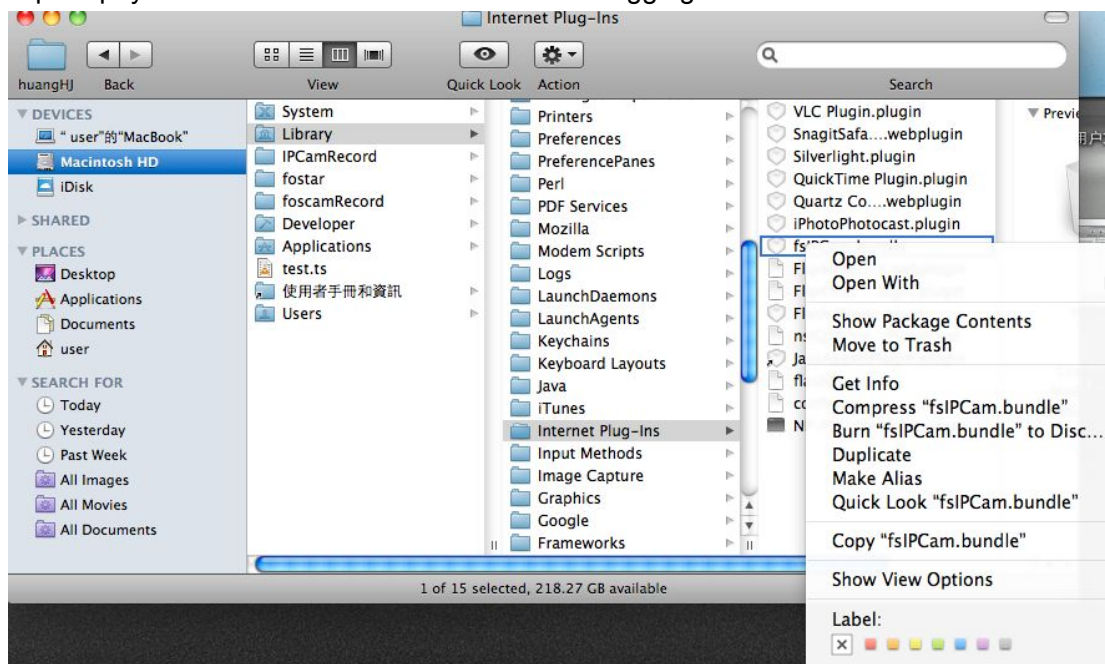 Internet Plug-Ins
huangHJ
Back
View
Quick Look
Action
Search
DEVICES
“ user”的“MacBook”
Macintosh HD
iDisk
SHARED
PLACES
Desktop
Applications
Documents
user
SEARCH FOR
Today
Yesterday
Past Week
All Images
All Movies
All Documents
System
Library
IPCamRecord
fostar
foscamRecord
Developer
Applications
test.ts
使用者手冊和資訊
Users
Printers
Preferences
PreferencePanes
Perl
PDF Services
Mozilla
Modem Scripts
Logs
LaunchDaemons
LaunchAgents
Keychains
Keyboard Layouts
Java
iTunes
Internet Plug-Ins
Input Methods
Image Capture
Graphics
Google
Frameworks
VLC Plugin.plugin
SnagitSafa....webplugin
Silverlight.plugin
QuickTime Plugin.plugin
Quartz Co....webplugin
iPhotoPhotocast.plugin
Open
Open With
Show Package Contents
Move to Trash
Get Info
Compress “fsIPCam.bundle”
Burn “fsIPCam.bundle” to Disc...
Duplicate
Make Alias
Quick Look “fsIPCam.bundle”
Copy “fsIPCam.bundle”
Show View Options
Label:
1 of 15 selected, 218.27 GB available